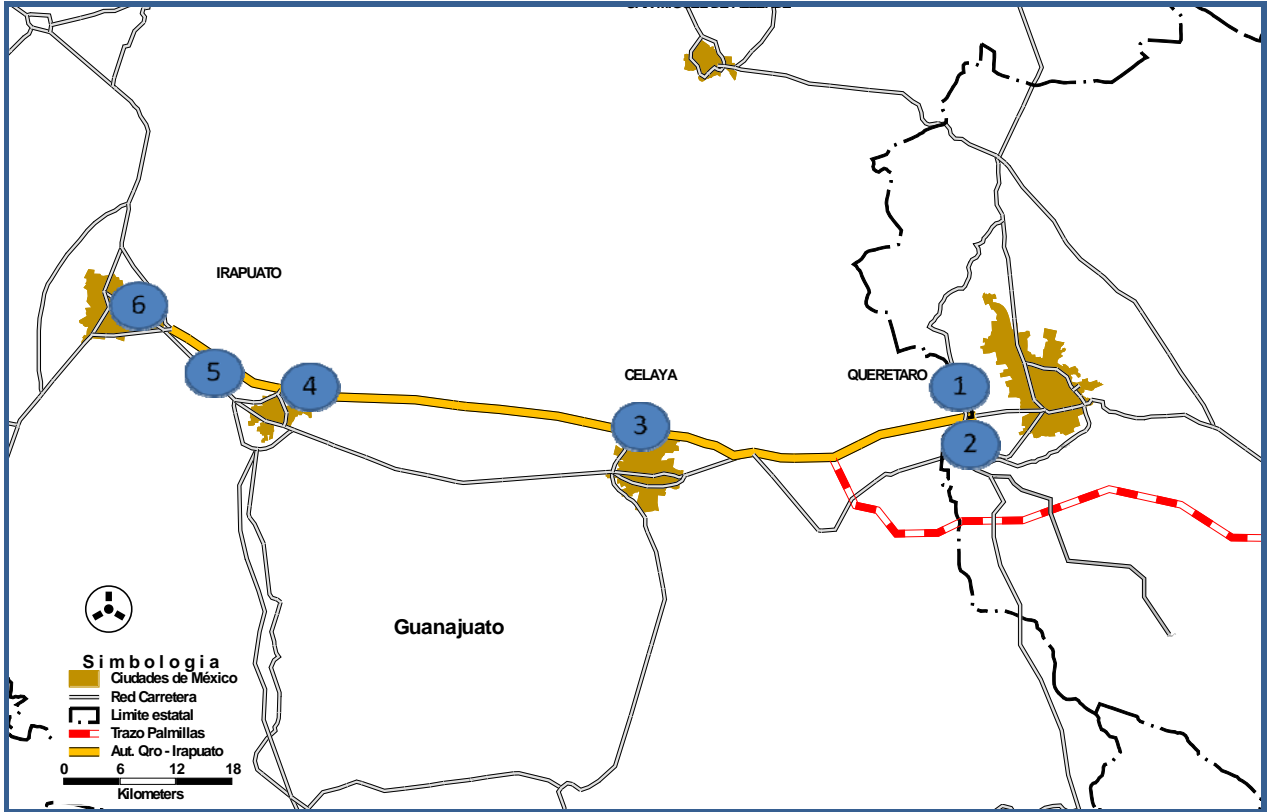 IRAPUATO
6
5
4
CELAYA
3
QUERETARO
1
2
Guanajuato
Simbologia
Ciudades de México
Red Carretera
Limite estatal
Trazo Palmillas
Aut. Qro - Irapuato
0 6 12 18
Kilometers